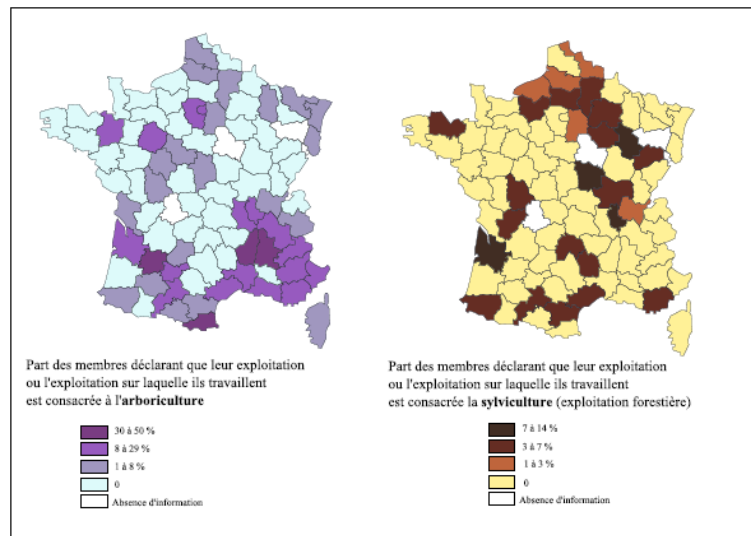 Part des membres déclarant que leur exploitation
ou l'exploitation sur laquelle ils travaillent
est consacrée à l'arboriculture
30 à 50 %
8 à 29 %
1 à 8 %
0
Absence d'information
Part des membres déclarant que leur exploitation
ou l'exploitation sur laquelle ils travaillent
est consacrée la sylviculture (exploitation forestière)
7 à 14 %
3 à 7 %
1 à 3 %
0
Absence d'information